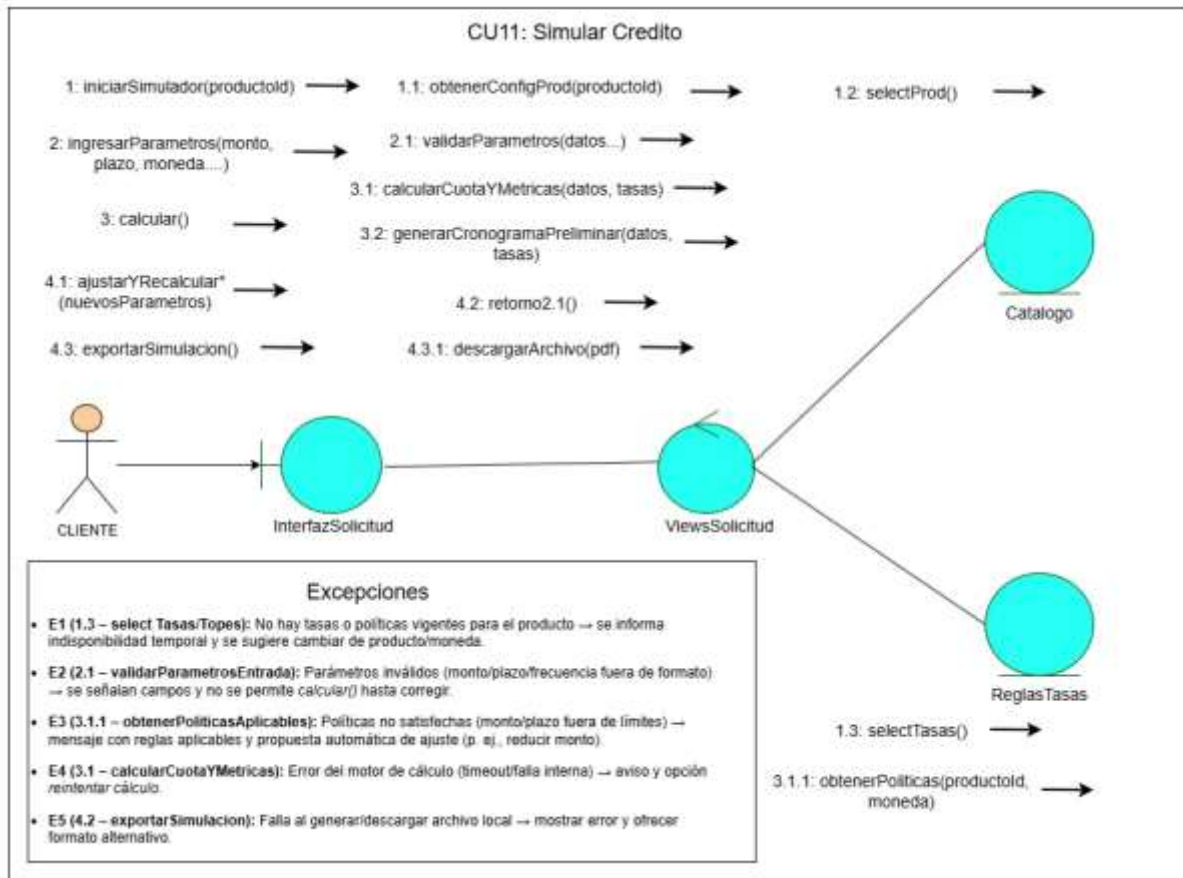 CU11: Simular Credito
1: iniciarSimulador(productoId)
1.1: obtenerConfigProd(productoId)
1.2: selectProd()
2: ingresarParametros(monto,
plazo, moneda....)
2.1: validarParametros(datos...)
3.1: calcularCuotaYMetricas(datos, tasas)
3: calcular()
3.2: generarCronogramaPreliminar(datos,
tasas)
4.1: ajustarYRecalcular*
(nuevosParametros)
4.2: retorno2.1()
4.3: exportarSimulacion()
4.3.1: descargarArchivo(pdf)
Catalogo
CLIENTE
InterfazSolicitud
ViewsSolicitud
Excepciones
• E1 (1.3 – select Tasas/Topes): No hay tasas o políticas vigentes para el producto → se informa
indisponibilidad temporal y se sugiere cambiar de producto/moneda.
• E2 (2.1 – validarParametrosEntrada): Parámetros inválidos (monto/plazo/frecuencia fuera de formato)
→ se señalan campos y no se permite calcular() hasta corregir.
• E3 (3.1.1 – obtenerPoliticasAplicables): Políticas no satisfechas (monto/plazo fuera de límites) →
mensaje con reglas aplicables y propuesta automática de ajuste (p. ej., reducir monto).
• E4 (3.1 – calcularCuotaYMetricas): Error del motor de cálculo (timeout/falla interna) → aviso y opción
reintentar cálculo.
• E5 (4.2 – exportarSimulacion): Falla al generar/descargar archivo local → mostrar error y ofrecer
formato alternativo.
ReglasTasas
1.3: selectTasas()
3.1.1: obtenerPoliticas(productoId,
moneda)